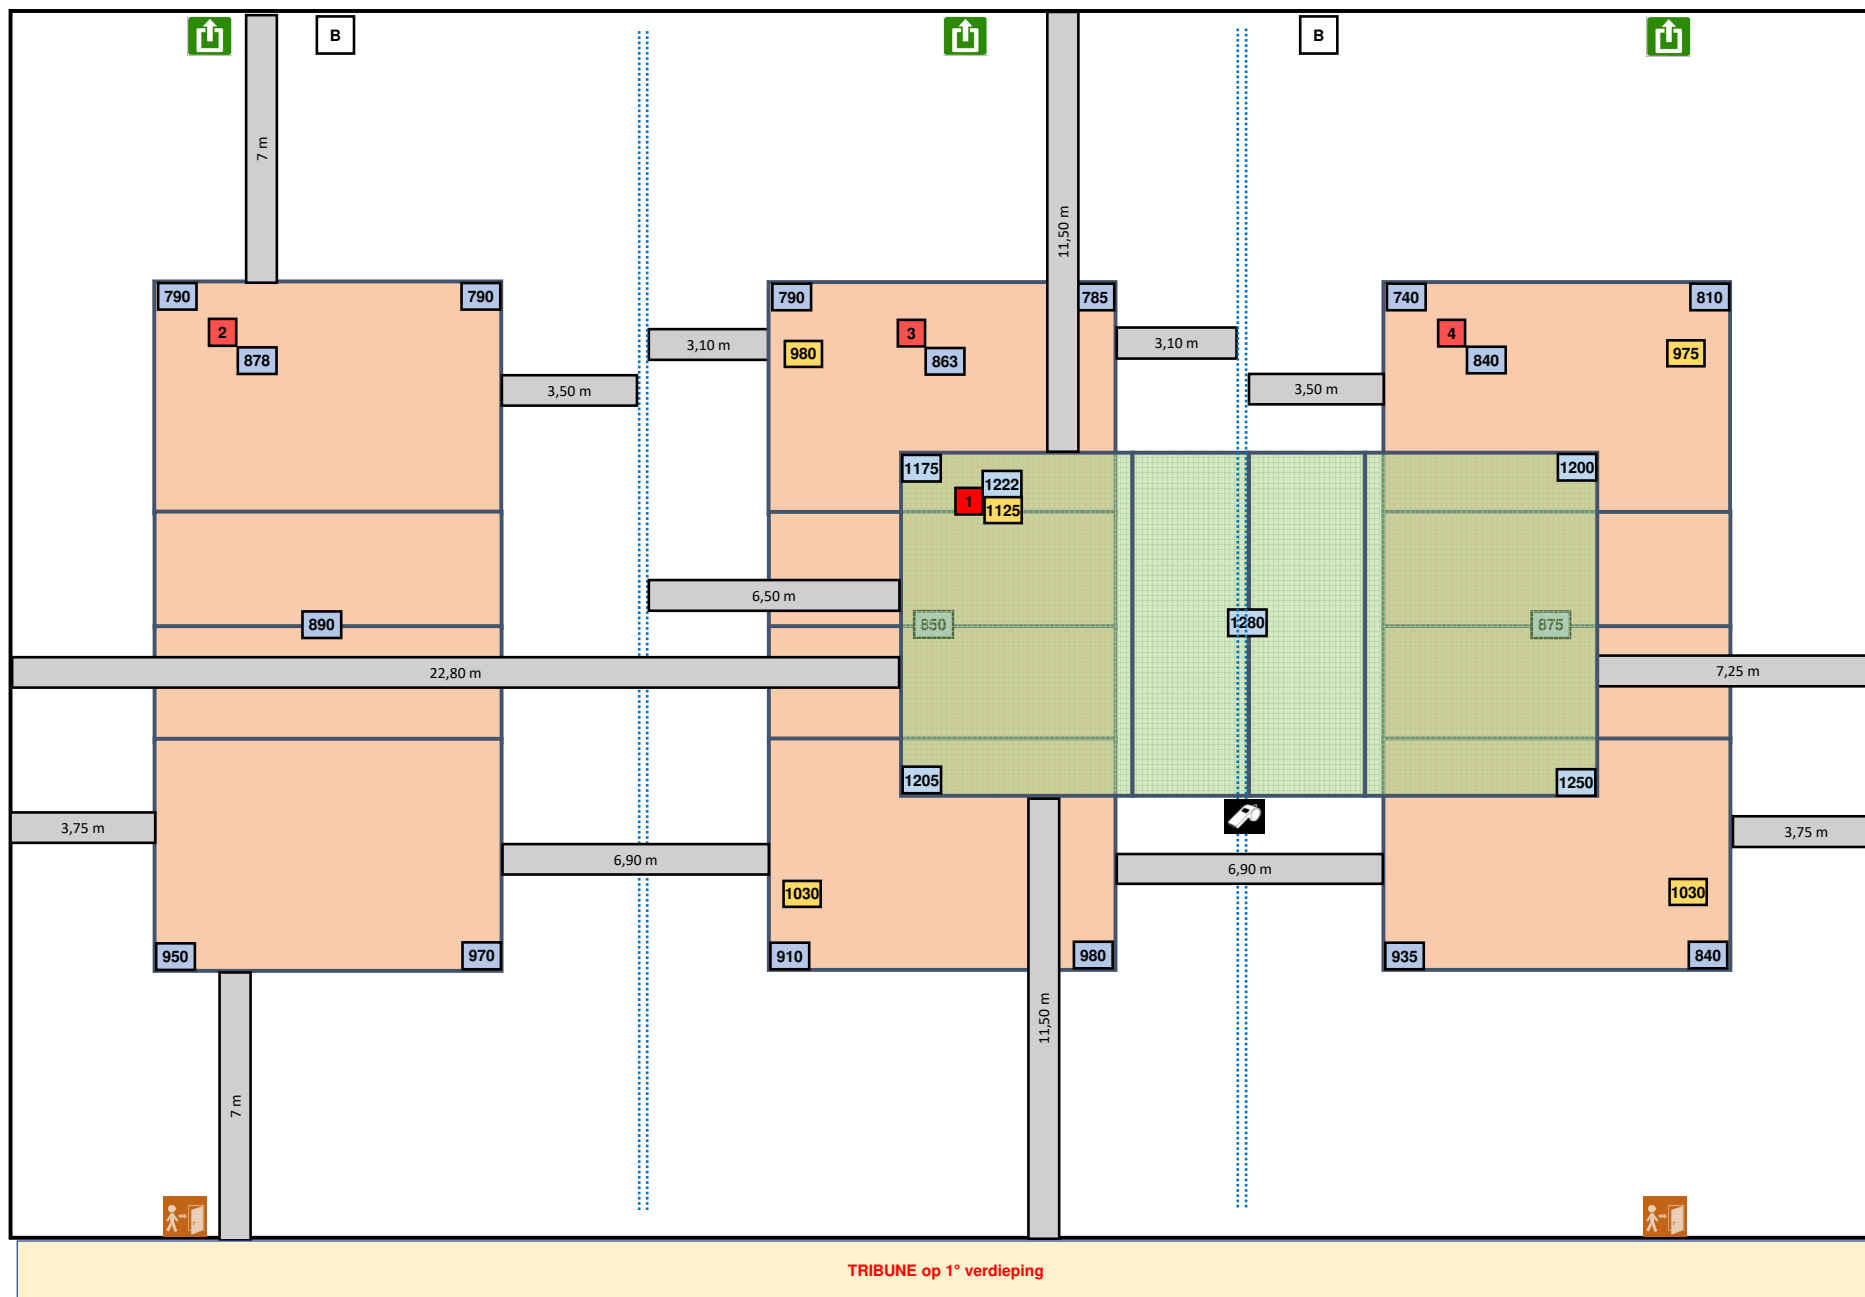 B
B
7 m
11,50 m
790
790
790
785
740
810
2
878
3,10 m
980
3
863
3,10 m
4
840
975
3,50 m
3,50 m
1175
1222
1
1125
1200
6,50 m
890
850
1280
875
22,80 m
7,25 m
1205
1250
3,75 m
3,75 m
6,90 m
6,90 m
1030
1030
950
970
910
980
935
840
11,50 m
7 m
TRIBUNE op 1° verdieping